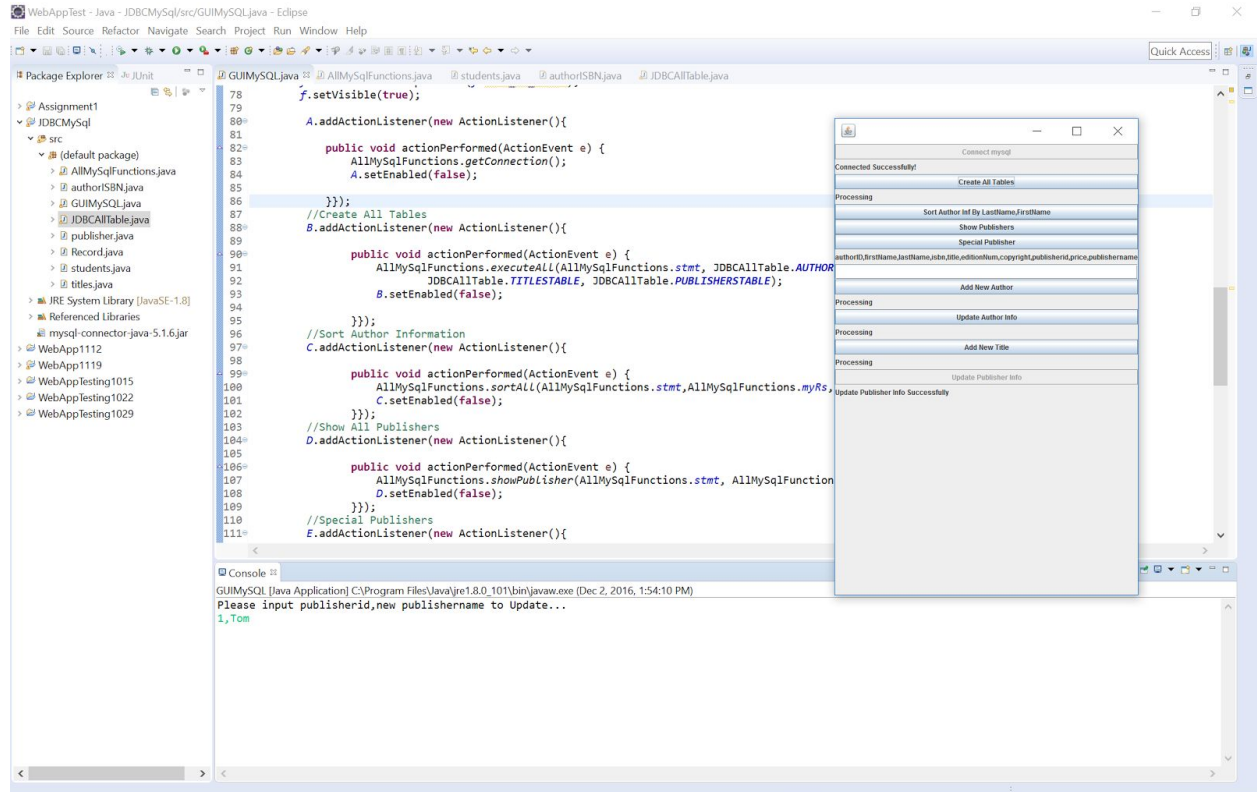 WebAppTest - Java - JDBCMySql/src/GUIMySQL.java - Eclipse
File Edit Source Refactor Navigate Search Project Run Window Help
Quick Access
Package Explorer JUnit
Assignment1
JDBCMySql
src
(default package)
AllMySqlFunctions.java
authorISBN.java
GUIMySQL.java
JDBCAllTable.java
publisher.java
Record.java
students.java
titles.java
JRE System Library [JavaSE-1.8]
Referenced Libraries
mysql-connector-java-5.1.6.jar
WebApp1112
WebApp1119
WebAppTesting1015
WebAppTesting1022
WebAppTesting1029
GUIMySQL.java AllMySqlFunctions.java students.java authorISBN.java JDBCAllTable.java
78 f.setVisible(true);
79
80 A.addActionListener(new ActionListener(){
81
82 public void actionPerformed(ActionEvent e) {
83 AllMySqlFunctions.getConnection();
84 A.setEnabled(false);
85
86 }});
87 //Create All Tables
88 B.addActionListener(new ActionListener(){
89
90 public void actionPerformed(ActionEvent e) {
91 AllMySqlFunctions.executeAll(AllMySqlFunctions.stmt, JDBCAllTable.AUTHOR
92 JDBCAllTable.TITLESTABLE, JDBCAllTable.PUBLISHERSTABLE);
93 B.setEnabled(false);
94
95 }});
96 //Sort Author Information
97 C.addActionListener(new ActionListener(){
98
99 public void actionPerformed(ActionEvent e) {
100 AllMySqlFunctions.sortAll(AllMySqlFunctions.stmt,AllMySqlFunctions.myRs,
101 C.setEnabled(false);
102 }});
103 //Show All Publishers
104 D.addActionListener(new ActionListener(){
105
106 public void actionPerformed(ActionEvent e) {
107 AllMySqlFunctions.showPublisher(AllMySqlFunctions.stmt, AllMySqlFunction
108 D.setEnabled(false);
109 }});
110 //Special Publishers
111 E.addActionListener(new ActionListener(){
Connect mysql
Connected Successfully!
Create All Tables
Processing
Sort Author Inf By LastName,FirstName
Show Publishers
Special Publisher
authorID,firstName,lastName,isbn,title,editionNum,copyright,publisherid,price,publishername
Add New Author
Processing
Update Author Info
Processing
Add New Title
Processing
Update Publisher Info
Update Publisher Info Successfully
Console
GUIMySQL [Java Application] C:\Program Files\Java\jre1.8.0_101\bin\javaw.exe (Dec 2, 2016, 1:54:10 PM)
Please input publisherid,new publishername to Update...
1,Tom